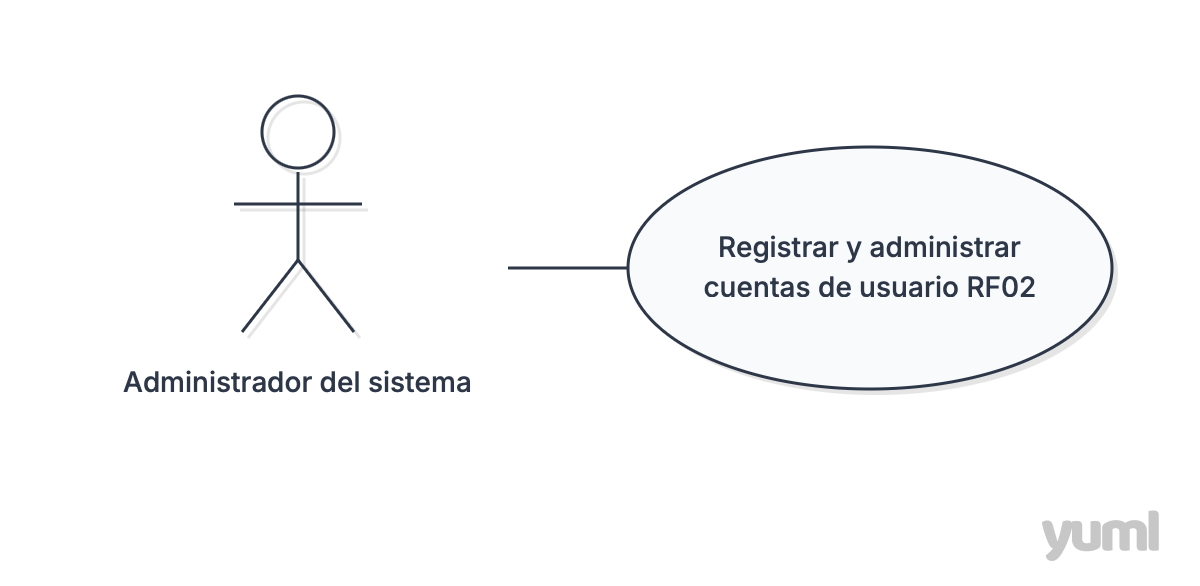 Registrar y administrar
cuentas de usuario RF02
Administrador del sistema
yuml